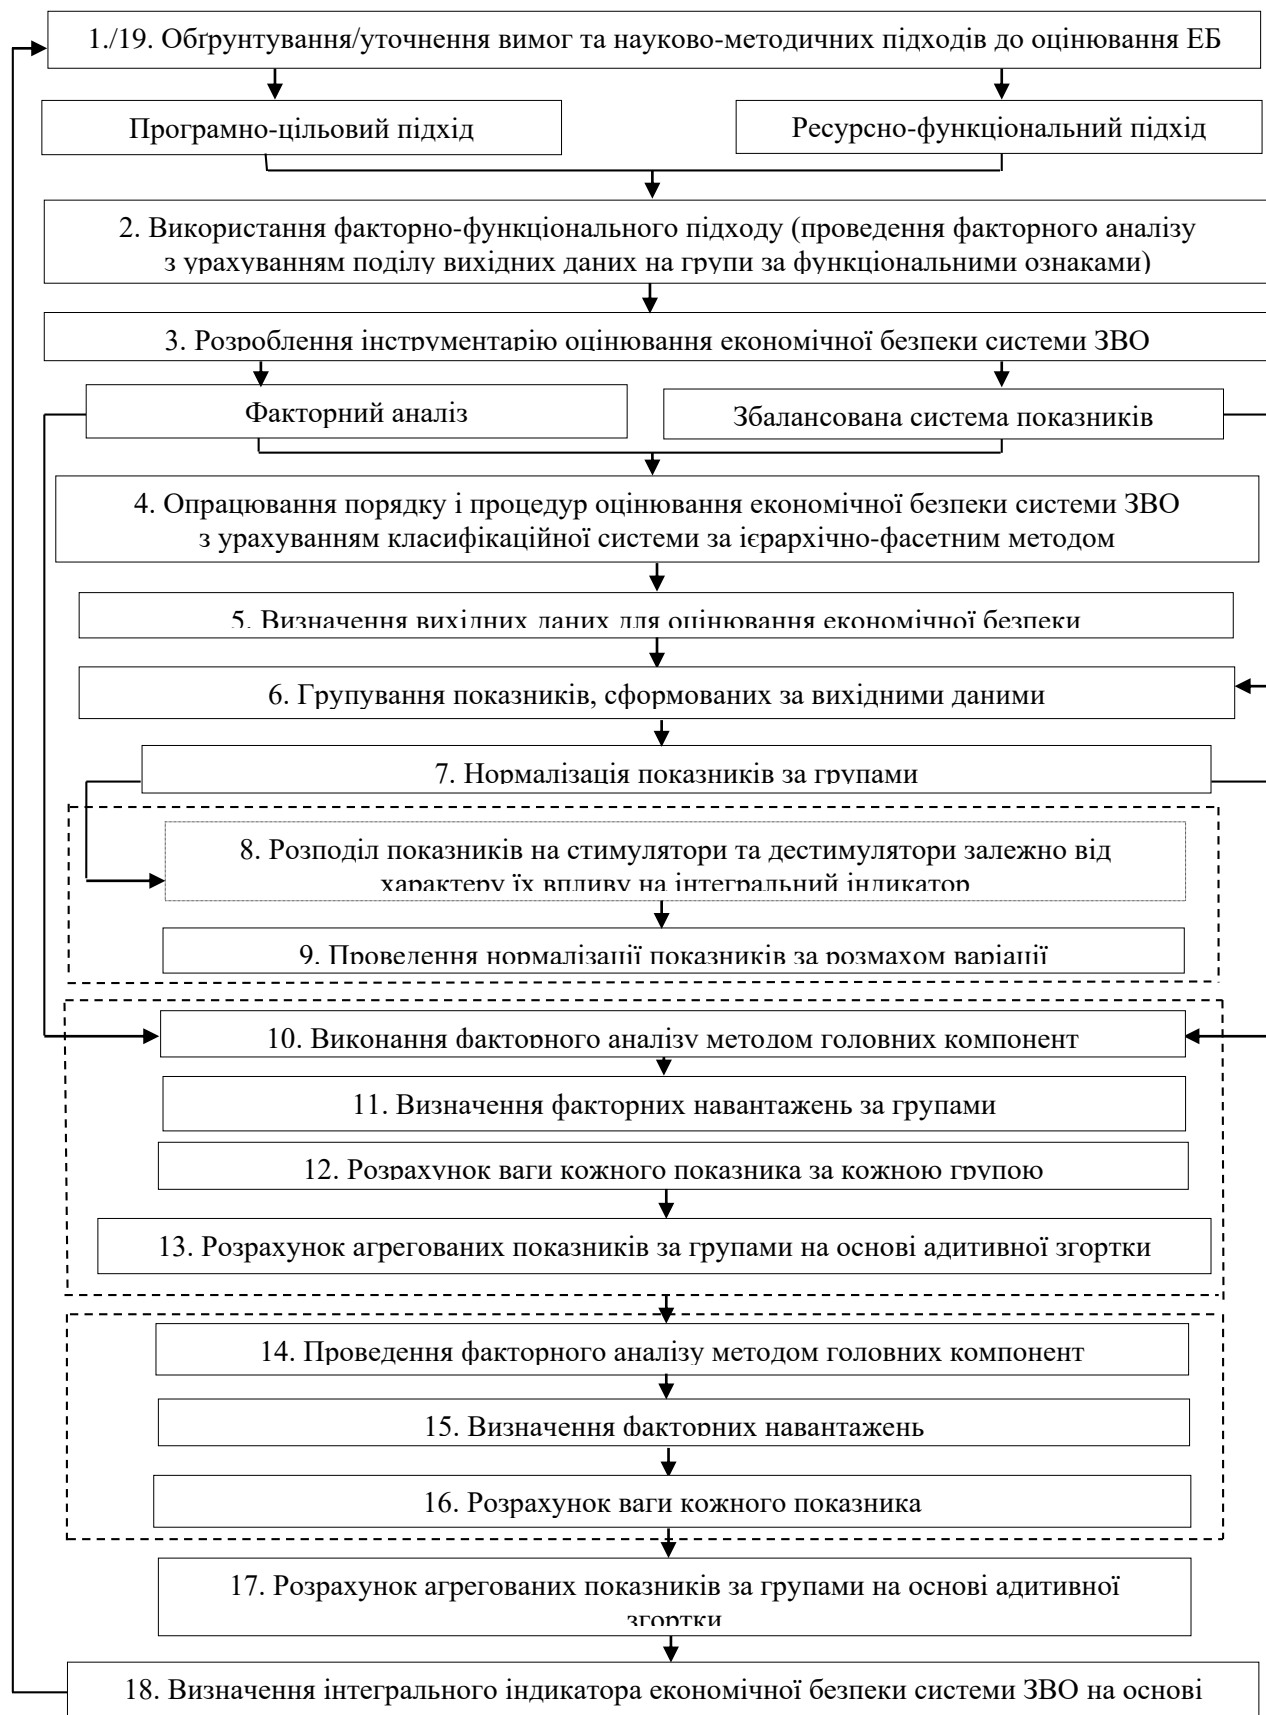 1./19. Обґрунтування/уточнення вимог та науково-методичних підходів до оцінювання ЕБ
Програмно-цільовий підхід
Ресурсно-функціональний підхід
2. Використання факторно-функціонального підходу (проведення факторного аналізу
з урахуванням поділу вихідних даних на групи за функціональними ознаками)
3. Розроблення інструментарію оцінювання економічної безпеки системи ЗВО
Факторний аналіз
Збалансована система показників
4. Опрацювання порядку і процедур оцінювання економічної безпеки системи ЗВО
з урахуванням класифікаційної системи за ієрархічно-фасетним методом
5. Визначення вихідних даних для оцінювання економічної безпеки
6. Групування показників, сформованих за вихідними даними
7. Нормалізація показників за групами
8. Розподіл показників на стимулятори та дестимулятори залежно від
характеру їх впливу на інтегральний індикатор
9. Проведення нормалізації показників за розмахом варіації
10. Виконання факторного аналізу методом головних компонент
11. Визначення факторних навантажень за групами
12. Розрахунок ваги кожного показника за кожною групою
13. Розрахунок агрегованих показників за групами на основі адитивної згортки
14. Проведення факторного аналізу методом головних компонент
15. Визначення факторних навантажень
16. Розрахунок ваги кожного показника
17. Розрахунок агрегованих показників за групами на основі адитивної
згортки
18. Визначення інтегрального індикатора економічної безпеки системи ЗВО на основі